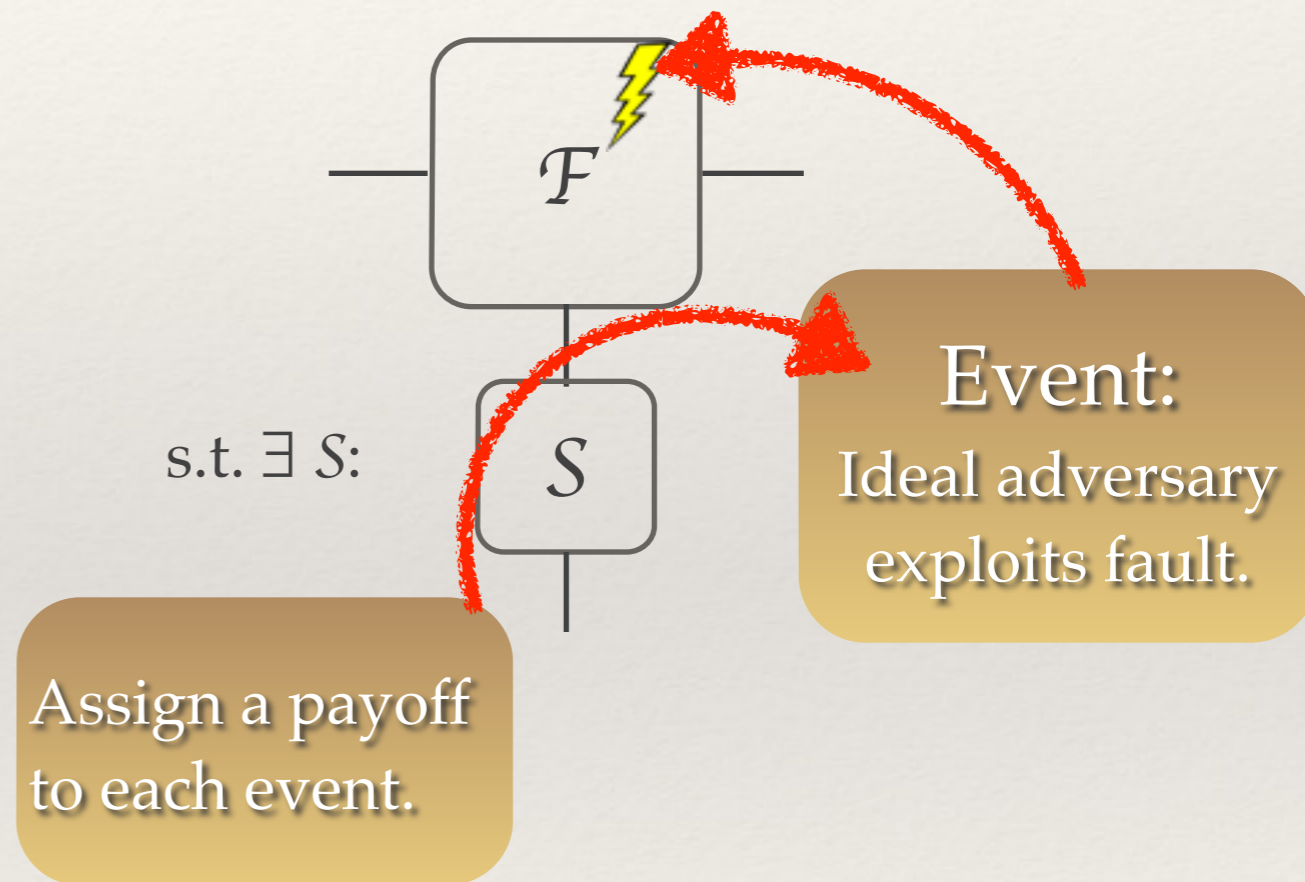 ℱ
s.t. ∃ 𝒮:
𝒮
Event:
Ideal adversary
exploits fault.
Assign a payoff
to each event.